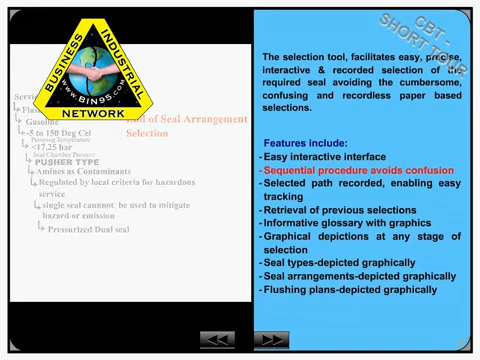 CBT -
SHORT TOUR
BUSINESS
INDUSTRIAL
www.BIN95.com
NETWORK
of Seal Arrangement
Selection
Gasoline
-5 to 150 Deg Cel
Pumping Temperature
<17.25 bar
Seal Chamber Pressure
PUSHER TYPE
Amines as Contaminants
Regulated by local criteria for hazardous
service
single seal cannot be used to mitigate
hazard or emission
Pressurized Dual seal
The selection tool, facilitates easy, precise,
interactive & recorded selection of the
required seal avoiding the cumbersome,
confusing and recordless paper based
selections.
Features include:
- Easy interactive interface
- Sequential procedure avoids confusion
- Selected path recorded, enabling easy
tracking
- Retrieval of previous selections
- Informative glossary with graphics
- Graphical depictions at any stage of
selection
- Seal types-depicted graphically
- Seal arrangements-depicted graphically
- Flushing plans-depicted graphically